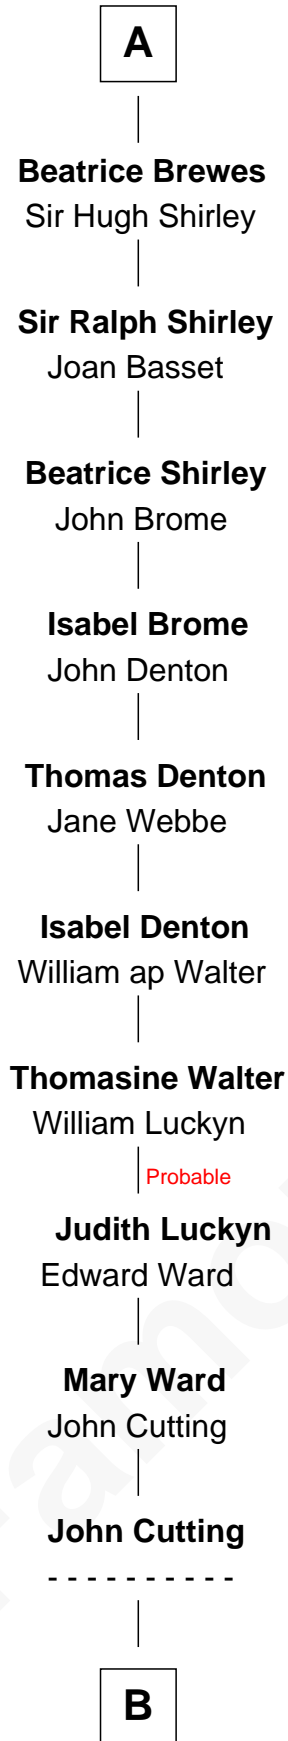 A
Beatrice Brewes
Sir Hugh Shirley
Sir Ralph Shirley
Joan Basset
Beatrice Shirley
John Brome
Isabel Brome
John Denton
Thomas Denton
Jane Webbe
Isabel Denton
William ap Walter
Thomasine Walter
William Luckyn
Probable
Judith Luckyn
Edward Ward
Mary Ward
John Cutting
John Cutting
- - - - - - - - - -
B